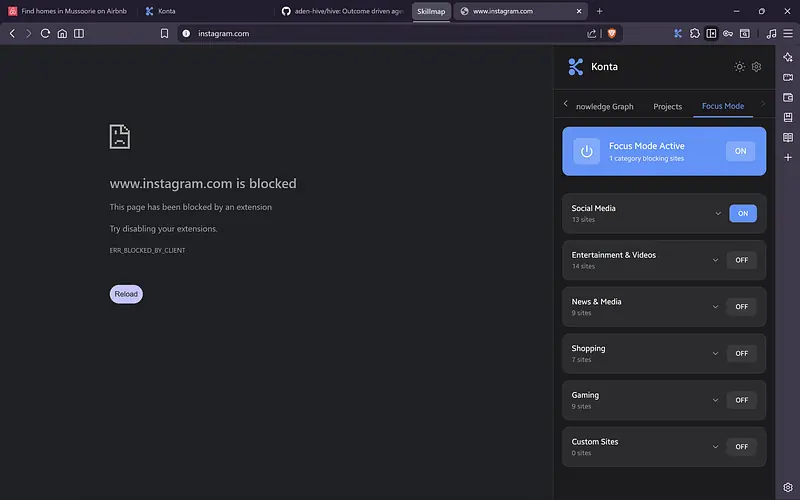 Find homes in Mussoorie on Airbnb
Konta
aden-hive/hive: Outcome driven age
Skillmap
www.instagram.com
instagram.com
Konta
nowledge Graph
Projects
Focus Mode
Focus Mode Active
1 category blocking sites
ON
www.instagram.com is blocked
This page has been blocked by an extension
Try disabling your extensions.
ERR_BLOCKED_BY_CLIENT
Reload
Social Media
13 sites
ON
Entertainment & Videos
14 sites
OFF
News & Media
9 sites
OFF
Shopping
7 sites
OFF
Gaming
9 sites
OFF
Custom Sites
0 sites
OFF